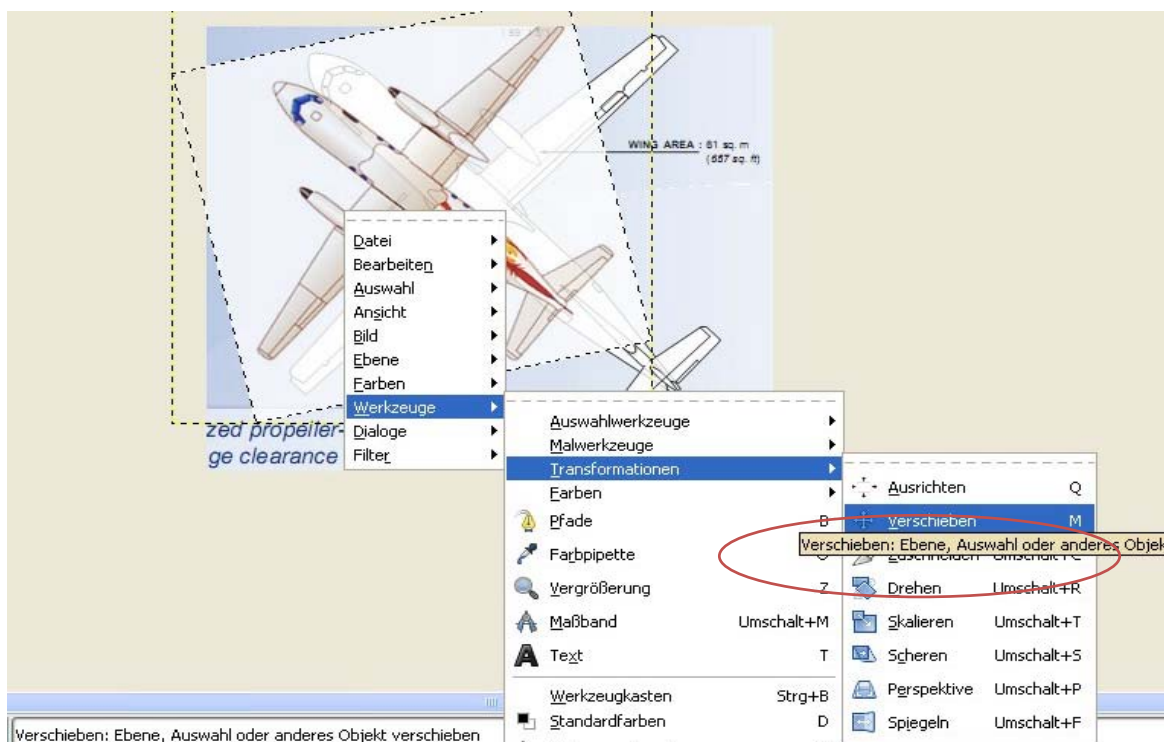 WING AREA : 61 sq. m
(657 sq. ft)
zed propeller-
ge clearance
Datei
Bearbeiten
Auswahl
Ansicht
Bild
Ebene
Farben
Werkzeuge
Dialoge
Filter
Auswahlwerkzeuge
Malwerkzeuge
Transformationen
Farben
Pfade B
Farbpipette O
Vergrößerung Z
Maßband Umschalt+M
Text T
Werkzeugkasten Strg+B
Standardfarben D
Ausrichten Q
Verschieben M
Verschieben: Ebene, Auswahl oder anderes Objekt
Zuschneiden Umschalt+C
Drehen Umschalt+R
Skalieren Umschalt+T
Scheren Umschalt+S
Perspektive Umschalt+P
Spiegeln Umschalt+F
Verschieben: Ebene, Auswahl oder anderes Objekt verschieben